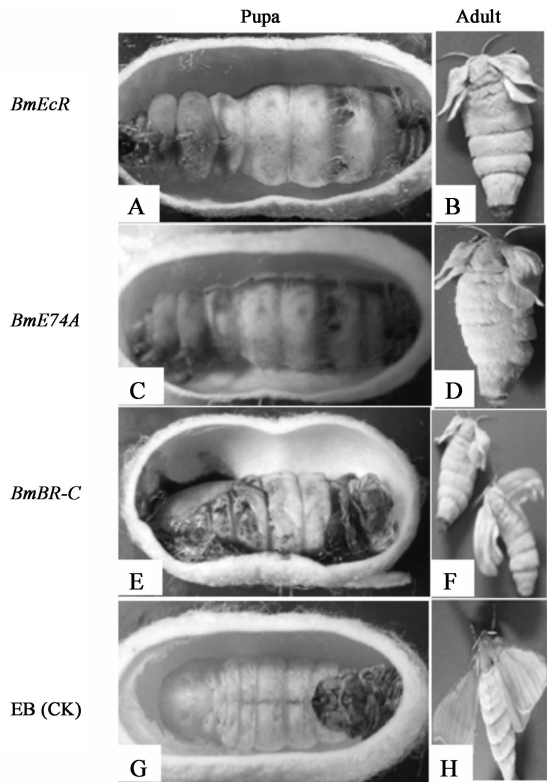 Pupa Adult
BmEcR
A B
BmE74A
C D
BmBR-C
E F
EB (CK)
G H